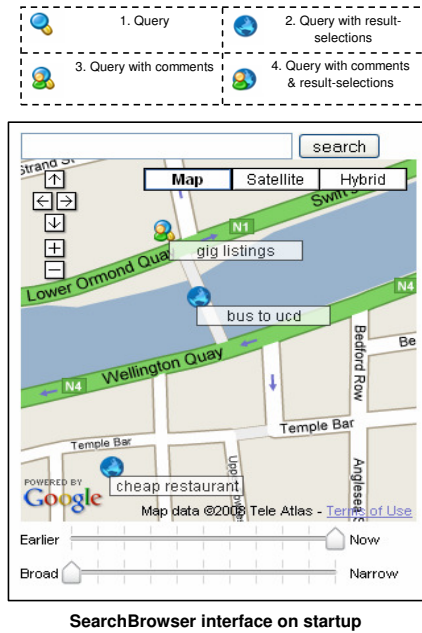 1. Query
2. Query with result-
selections
3. Query with comments
4. Query with comments
& result-selections
search
Strand St
Map
Satellite
Hybrid
Swift's
N1
gig listings
Lower Ormond Quay
N4
bus to ucd
Bedford Row
Be
Wellington Quay
N4
Temple Bar
Temple Bar
cheap restaurant
Anglesea S
POWERED BY
Google
Map data ©2008 Tele Atlas - Terms of Use
Earlier
Now
Broad
Narrow
SearchBrowser interface on startup